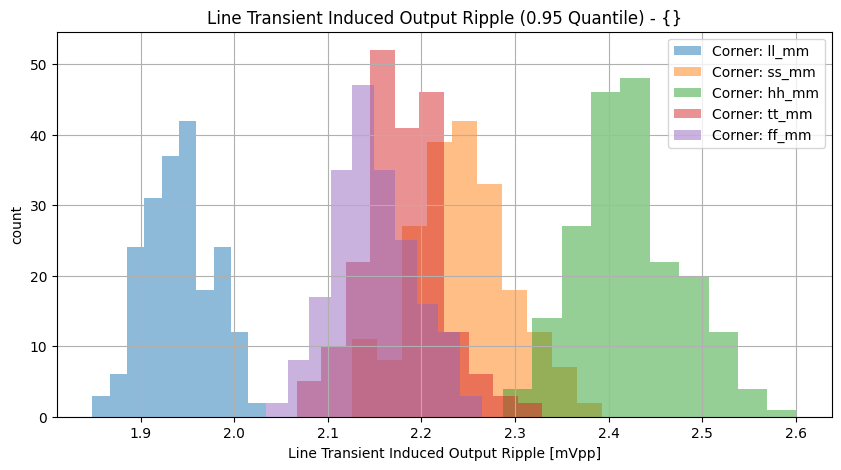 Line Transient Induced Output Ripple (0.95 Quantile) - {}
Corner: ll_mm
Corner: ss_mm
Corner: hh_mm
Corner: tt_mm
Corner: ff_mm
count
50
40
30
20
10
0
1.9 2.0 2.1 2.2 2.3 2.4 2.5 2.6
Line Transient Induced Output Ripple [mVpp]